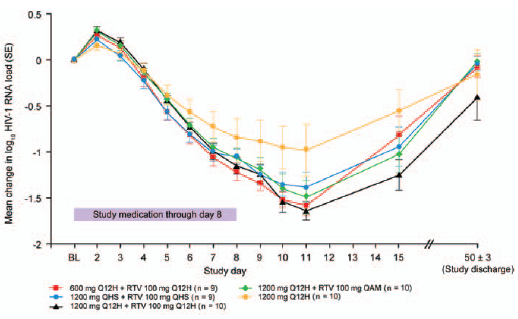 0.5
0
-0.5
-1
-1.5
-2
Mean change in log10 HIV-1 RNA load (SE)
Study medication through day 8
BL 2 3 4 5 6 7 8 9 10 11 15 // 50 ± 3
Study day (Study discharge)
600 mg Q12H + RTV 100 mg Q12H (n = 9) 1200 mg Q12H + RTV 100 mg QAM (n = 10)
1200 mg QHS + RTV 100 mg QHS (n = 9) 1200 mg Q12H (n = 10)
1200 mg Q12H + RTV 100 mg Q12H (n = 10)